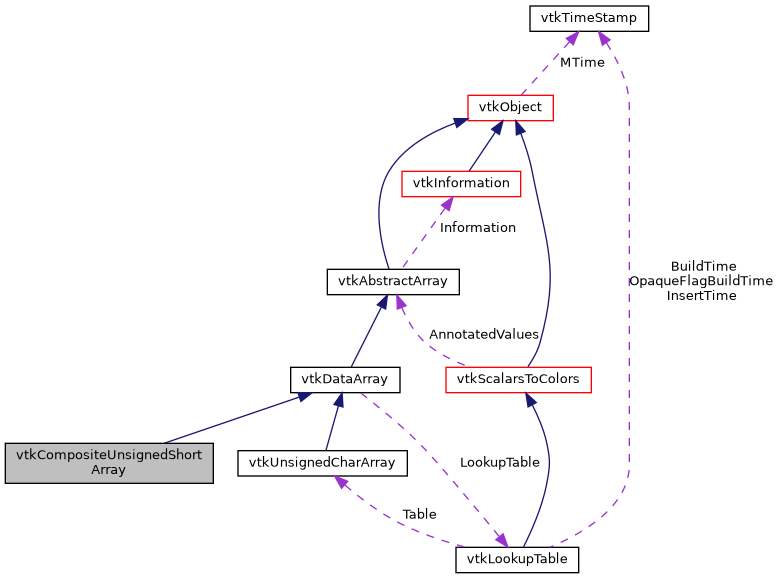 vtkTimeStamp
MTime
vtkObject
vtkInformation
Information
BuildTime
OpaqueFlagBuildTime
InsertTime
vtkAbstractArray
AnnotatedValues
vtkDataArray
vtkScalarsToColors
vtkCompositeUnsignedShort
Array
vtkUnsignedCharArray
LookupTable
Table
vtkLookupTable